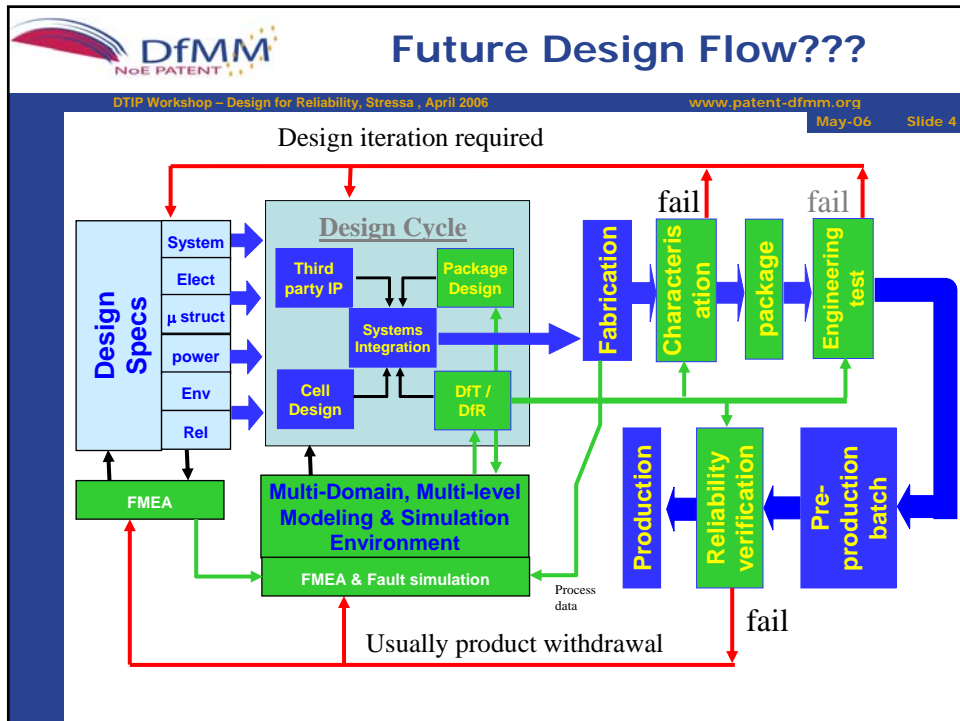 DfMM
NoE PATENT
Future Design Flow???
DTIP Workshop – Design for Reliability, Stressa , April 2006
www.patent-dfmm.org
May-06 Slide 4
Design iteration required
fail
fail
Design Specs
System
Elect
µ struct
power
Env
Rel
Design Cycle
Third
party IP
Package
Design
Systems
Integration
Cell
Design
DfT /
DfR
Fabrication
Characteris
ation
package
Engineering
test
FMEA
Multi-Domain, Multi-level
Modeling & Simulation
Environment
FMEA & Fault simulation
Process
data
Production
Reliability
verification
Pre-
production
batch
fail
Usually product withdrawal